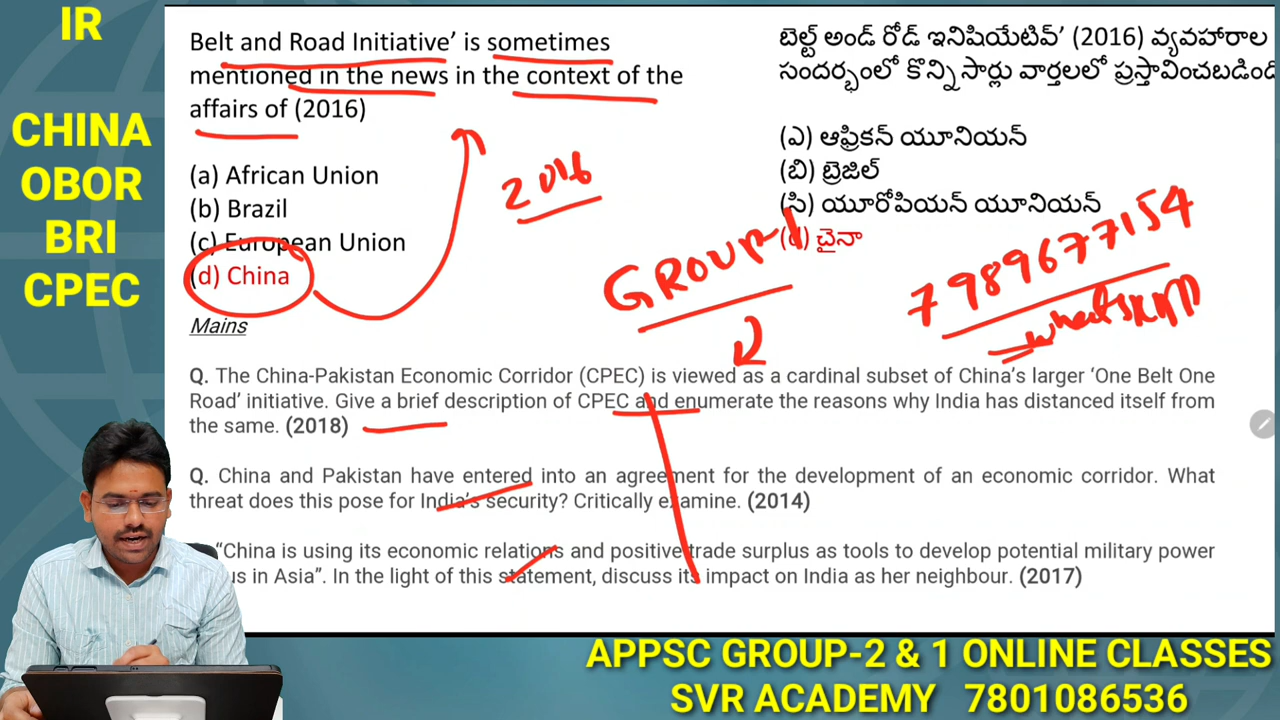 IR
CHINA
OBOR
BRI
CPEC
Belt and Road Initiative’ is sometimes
mentioned in the news in the context of the
affairs of (2016)
(a) African Union
(b) Brazil
(c) European Union
(d) China
2016
బెల్ట్ అండ్ రోడ్ ఇనిషియేటివ్’ (2016) వ్యవహారాల
సందర్భంలో కొన్నిసార్లు వార్తలలో ప్రస్తావించబడింది
(ఎ) ఆఫ్రికన్ యూనియన్
(బి) బ్రెజిల్
(సి) యూరోపియన్ యూనియన్
(డి) చైనా
GROUP-1
7989677154
whatsapp
Mains
Q. The China-Pakistan Economic Corridor (CPEC) is viewed as a cardinal subset of China’s larger ‘One Belt One
Road’ initiative. Give a brief description of CPEC and enumerate the reasons why India has distanced itself from
the same. (2018)
Q. China and Pakistan have entered into an agreement for the development of an economic corridor. What
threat does this pose for India’s security? Critically examine. (2014)
“China is using its economic relations and positive trade surplus as tools to develop potential military power
us in Asia”. In the light of this statement, discuss its impact on India as her neighbour. (2017)
APPSC GROUP-2 & 1 ONLINE CLASSES
SVR ACADEMY 7801086536